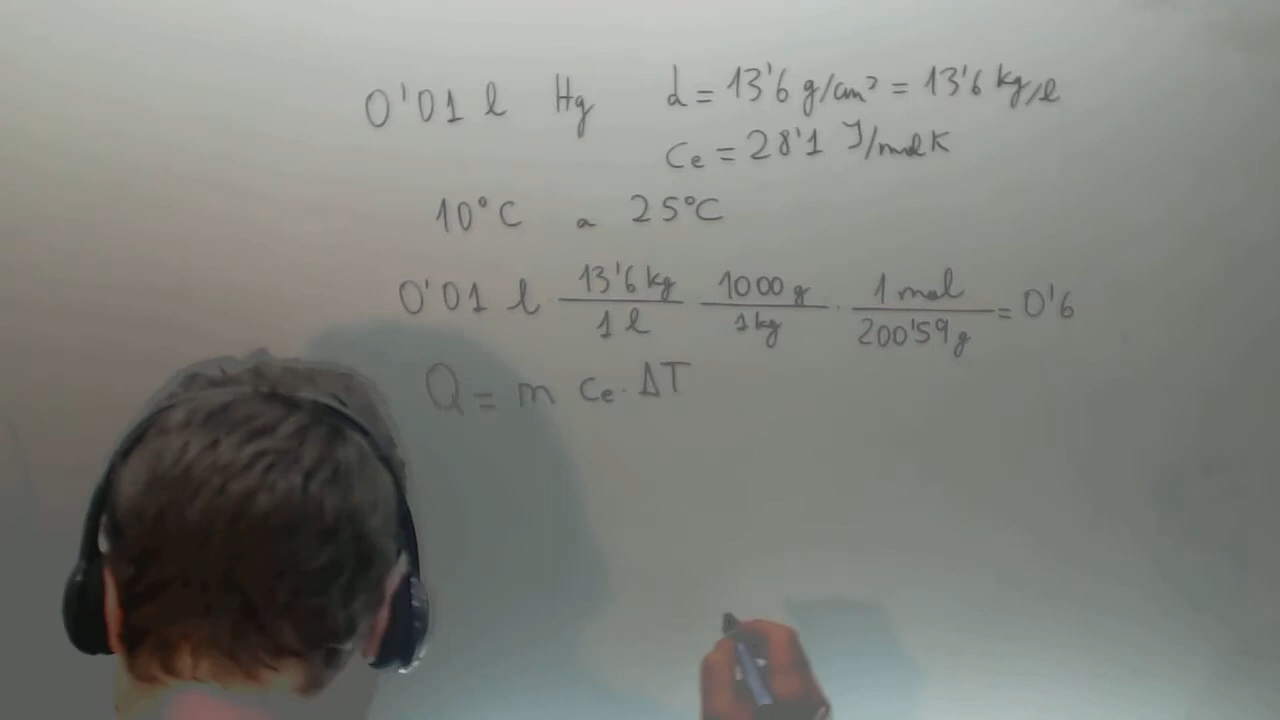 0'01 l Hg d = 13'6 g/cm³ = 13'6 kg/l
Ce = 28'1 J/mol K
10°C a 25°C
0'01 l 13'6 kg/1 l 1000 g/1 kg · 1 mol/200'59 g = 0'6
Q = m Ce · ΔT